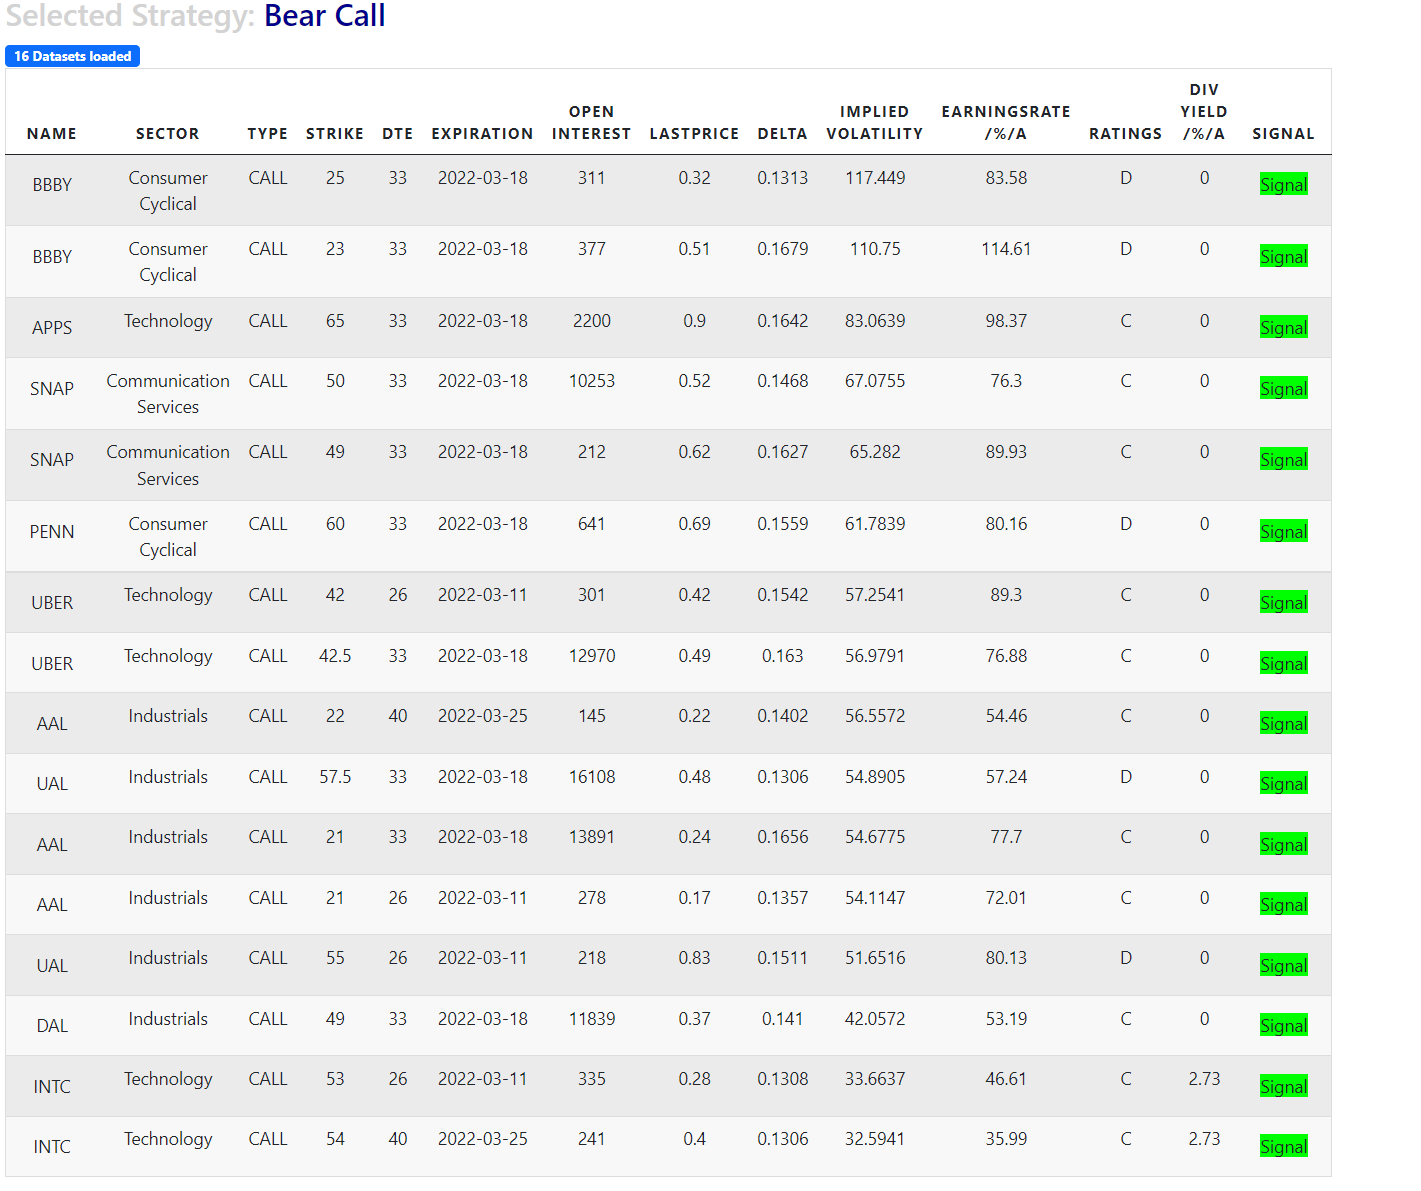 Selected Strategy: Bear Call
16 Datasets loaded
NAME SECTOR TYPE STRIKE DTE EXPIRATION OPEN INTEREST LASTPRICE DELTA IMPLIED VOLATILITY EARNINGSRATE /%/A RATINGS DIV YIELD /%/A SIGNAL
BBBY Consumer Cyclical CALL 25 33 2022-03-18 311 0.32 0.1313 117.449 83.58 D 0 Signal
BBBY Consumer Cyclical CALL 23 33 2022-03-18 377 0.51 0.1679 110.75 114.61 D 0 Signal
APPS Technology CALL 65 33 2022-03-18 2200 0.9 0.1642 83.0639 98.37 C 0 Signal
SNAP Communication Services CALL 50 33 2022-03-18 10253 0.52 0.1468 67.0755 76.3 C 0 Signal
SNAP Communication Services CALL 49 33 2022-03-18 212 0.62 0.1627 65.282 89.93 C 0 Signal
PENN Consumer Cyclical CALL 60 33 2022-03-18 641 0.69 0.1559 61.7839 80.16 D 0 Signal
UBER Technology CALL 42 26 2022-03-11 301 0.42 0.1542 57.2541 89.3 C 0 Signal
UBER Technology CALL 42.5 33 2022-03-18 12970 0.49 0.163 56.9791 76.88 C 0 Signal
AAL Industrials CALL 22 40 2022-03-25 145 0.22 0.1402 56.5572 54.46 C 0 Signal
UAL Industrials CALL 57.5 33 2022-03-18 16108 0.48 0.1306 54.8905 57.24 D 0 Signal
AAL Industrials CALL 21 33 2022-03-18 13891 0.24 0.1656 54.6775 77.7 C 0 Signal
AAL Industrials CALL 21 26 2022-03-11 278 0.17 0.1357 54.1147 72.01 C 0 Signal
UAL Industrials CALL 55 26 2022-03-11 218 0.83 0.1511 51.6516 80.13 D 0 Signal
DAL Industrials CALL 49 33 2022-03-18 11839 0.37 0.141 42.0572 53.19 C 0 Signal
INTC Technology CALL 53 26 2022-03-11 335 0.28 0.1308 33.6637 46.61 C 2.73 Signal
INTC Technology CALL 54 40 2022-03-25 241 0.4 0.1306 32.5941 35.99 C 2.73 Signal